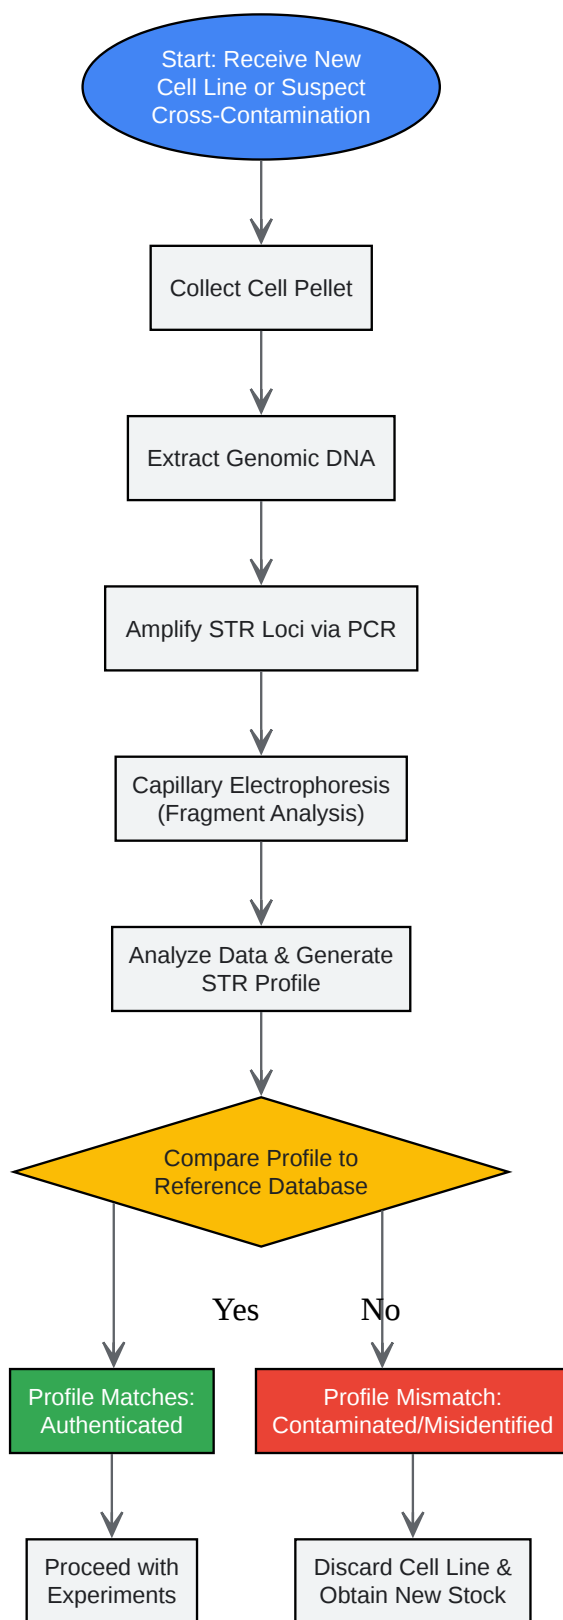 Start: Receive New
Cell Line or Suspect
Cross-Contamination
Collect Cell Pellet
Extract Genomic DNA
Amplify STR Loci via PCR
Capillary Electrophoresis
(Fragment Analysis)
Analyze Data & Generate
STR Profile
Compare Profile to
Reference Database
Yes
No
Profile Matches:
Authenticated
Profile Mismatch:
Contaminated/Misidentified
Proceed with
Experiments
Discard Cell Line &
Obtain New Stock